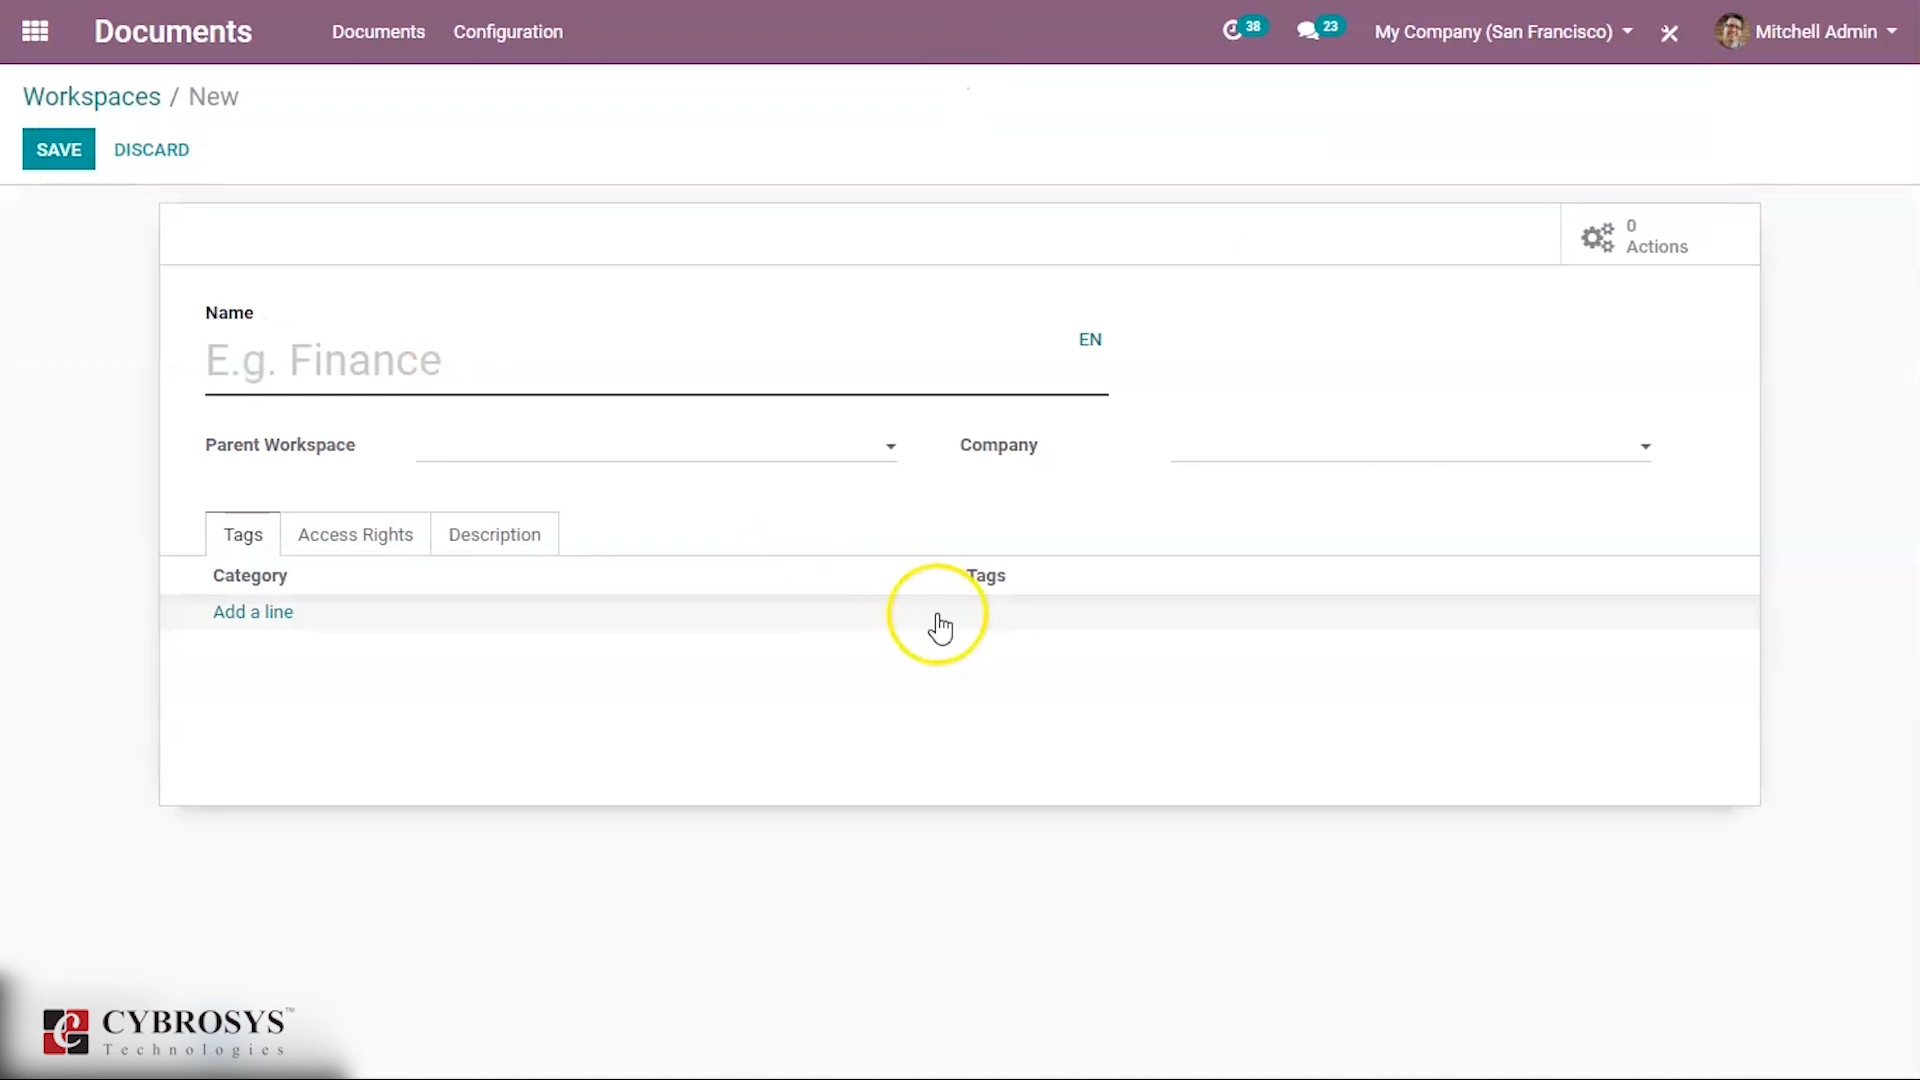 Documents
Documents
Configuration
38
23
My Company (San Francisco)
Mitchell Admin
Workspaces / New
SAVE
DISCARD
0
Actions
Name
E.g. Finance
EN
Parent Workspace
Company
Tags
Access Rights
Description
Category
Tags
Add a line
CYBROSYS™
Technologies